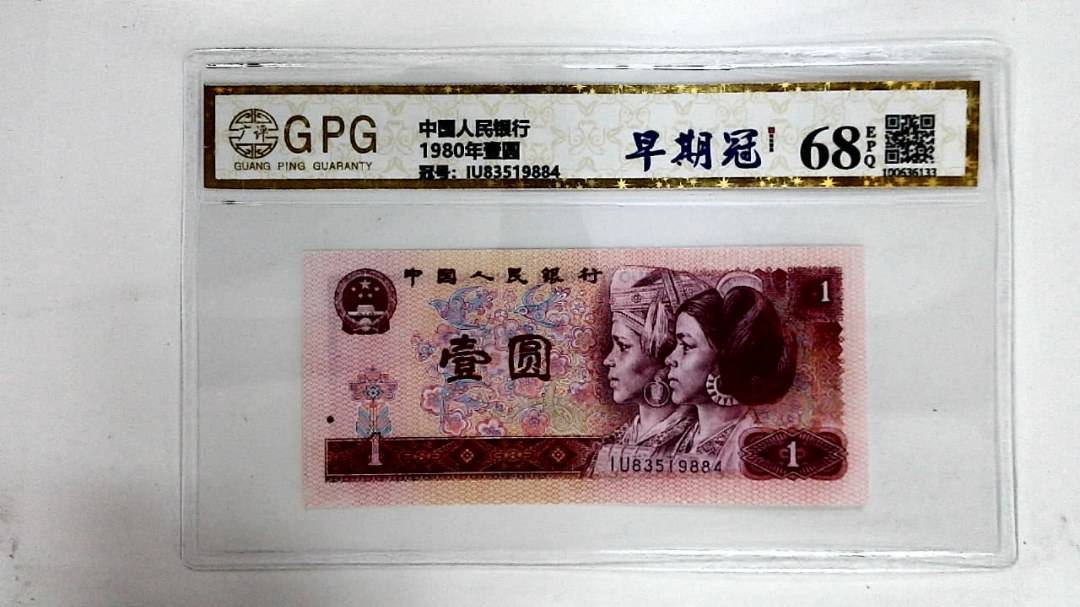 广评
GPG
GUANG PING GUARANTY
中国人民银行
1980年壹圆
冠号: IU83519884
早期冠
68
EPQ
100636133
中国人民银行
1
壹圆
1
IU83519884
1